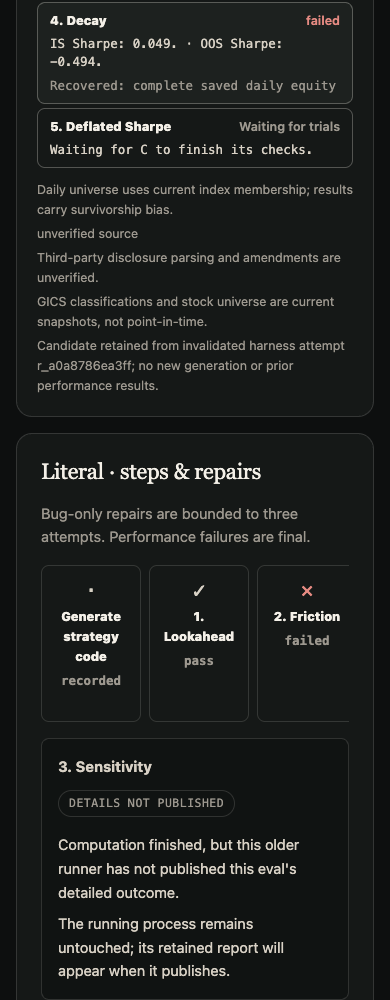 4. Decay failed
IS Sharpe: 0.049. · OOS Sharpe:
−0.494.
Recovered: complete saved daily equity
5. Deflated Sharpe Waiting for trials
Waiting for C to finish its checks.
Daily universe uses current index membership; results
carry survivorship bias.
unverified source
Third-party disclosure parsing and amendments are
unverified.
GICS classifications and stock universe are current
snapshots, not point-in-time.
Candidate retained from invalidated harness attempt
r_a0a8786ea3ff; no new generation or prior
performance results.
Literal · steps & repairs
Bug-only repairs are bounded to three
attempts. Performance failures are final.
·
Generate
strategy
code
recorded
✓
1.
Lookahead
pass
✕
2. Friction
failed
3. Sensitivity
DETAILS NOT PUBLISHED
Computation finished, but this older
runner has not published this eval's
detailed outcome.
The running process remains
untouched; its retained report will
appear when it publishes.